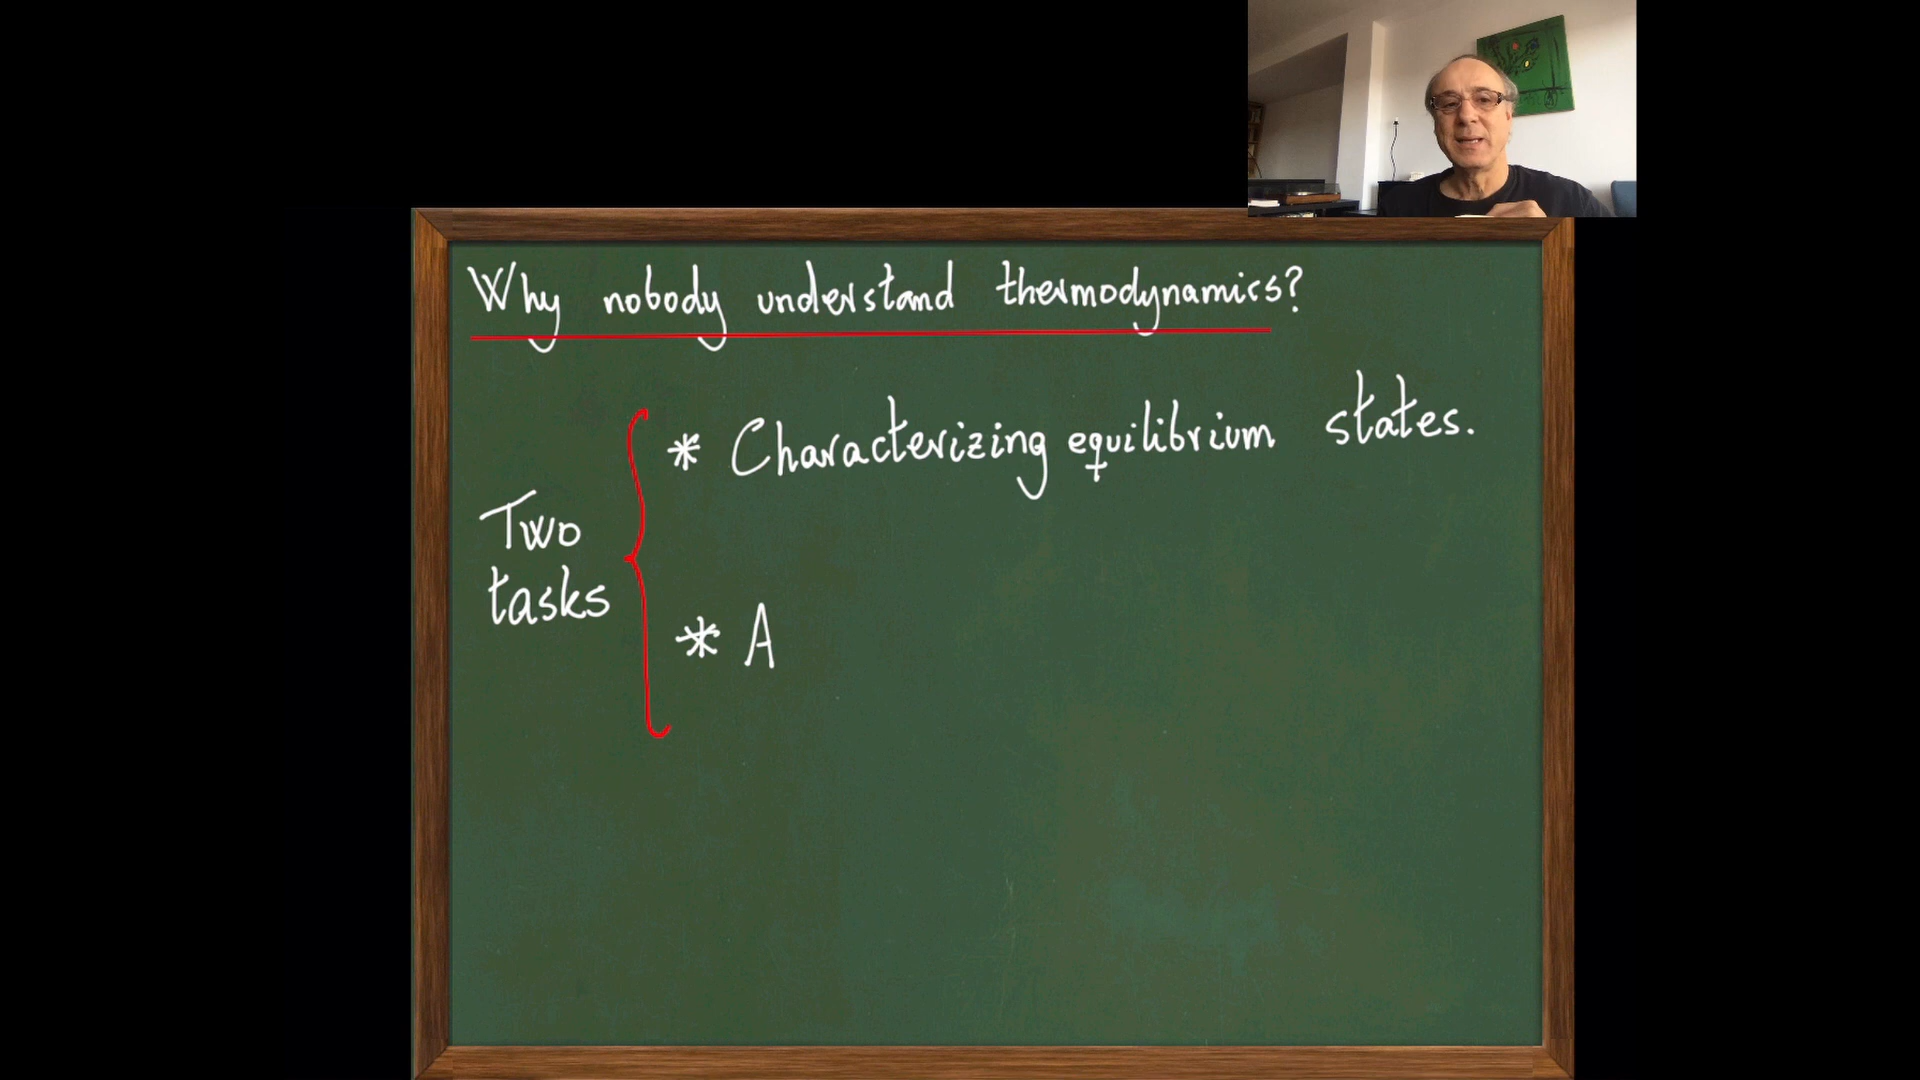 Why nobody understand thermodynamics?
* Characterizing equilibrium states.
Two
tasks
* A